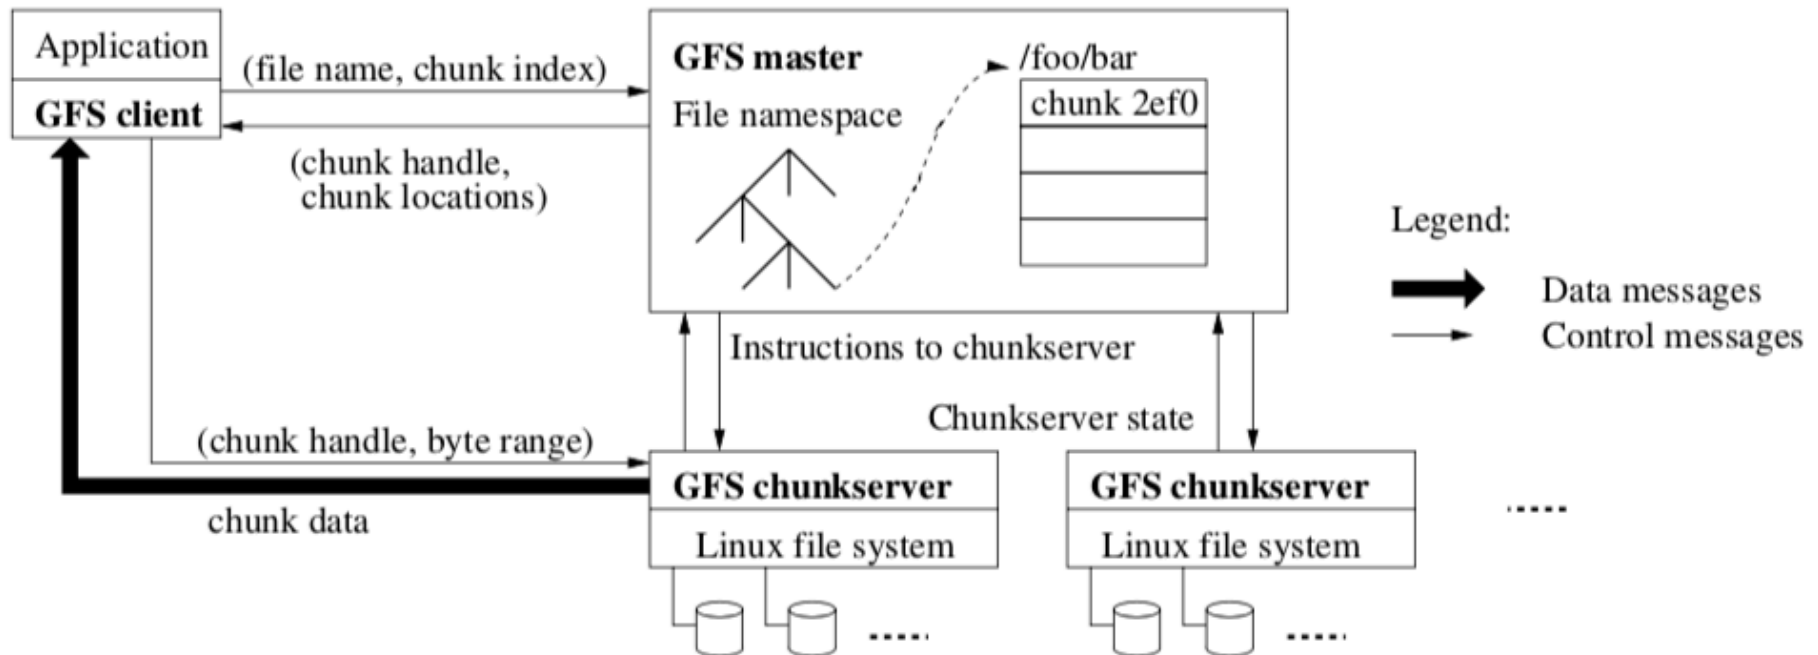 Application
GFS client
(file name, chunk index)
(chunk handle,
chunk locations)
GFS master
File namespace
/foo/bar
chunk 2ef0
Legend:
Data messages
Control messages
Instructions to chunkserver
Chunkserver state
(chunk handle, byte range)
chunk data
GFS chunkserver
Linux file system
GFS chunkserver
Linux file system